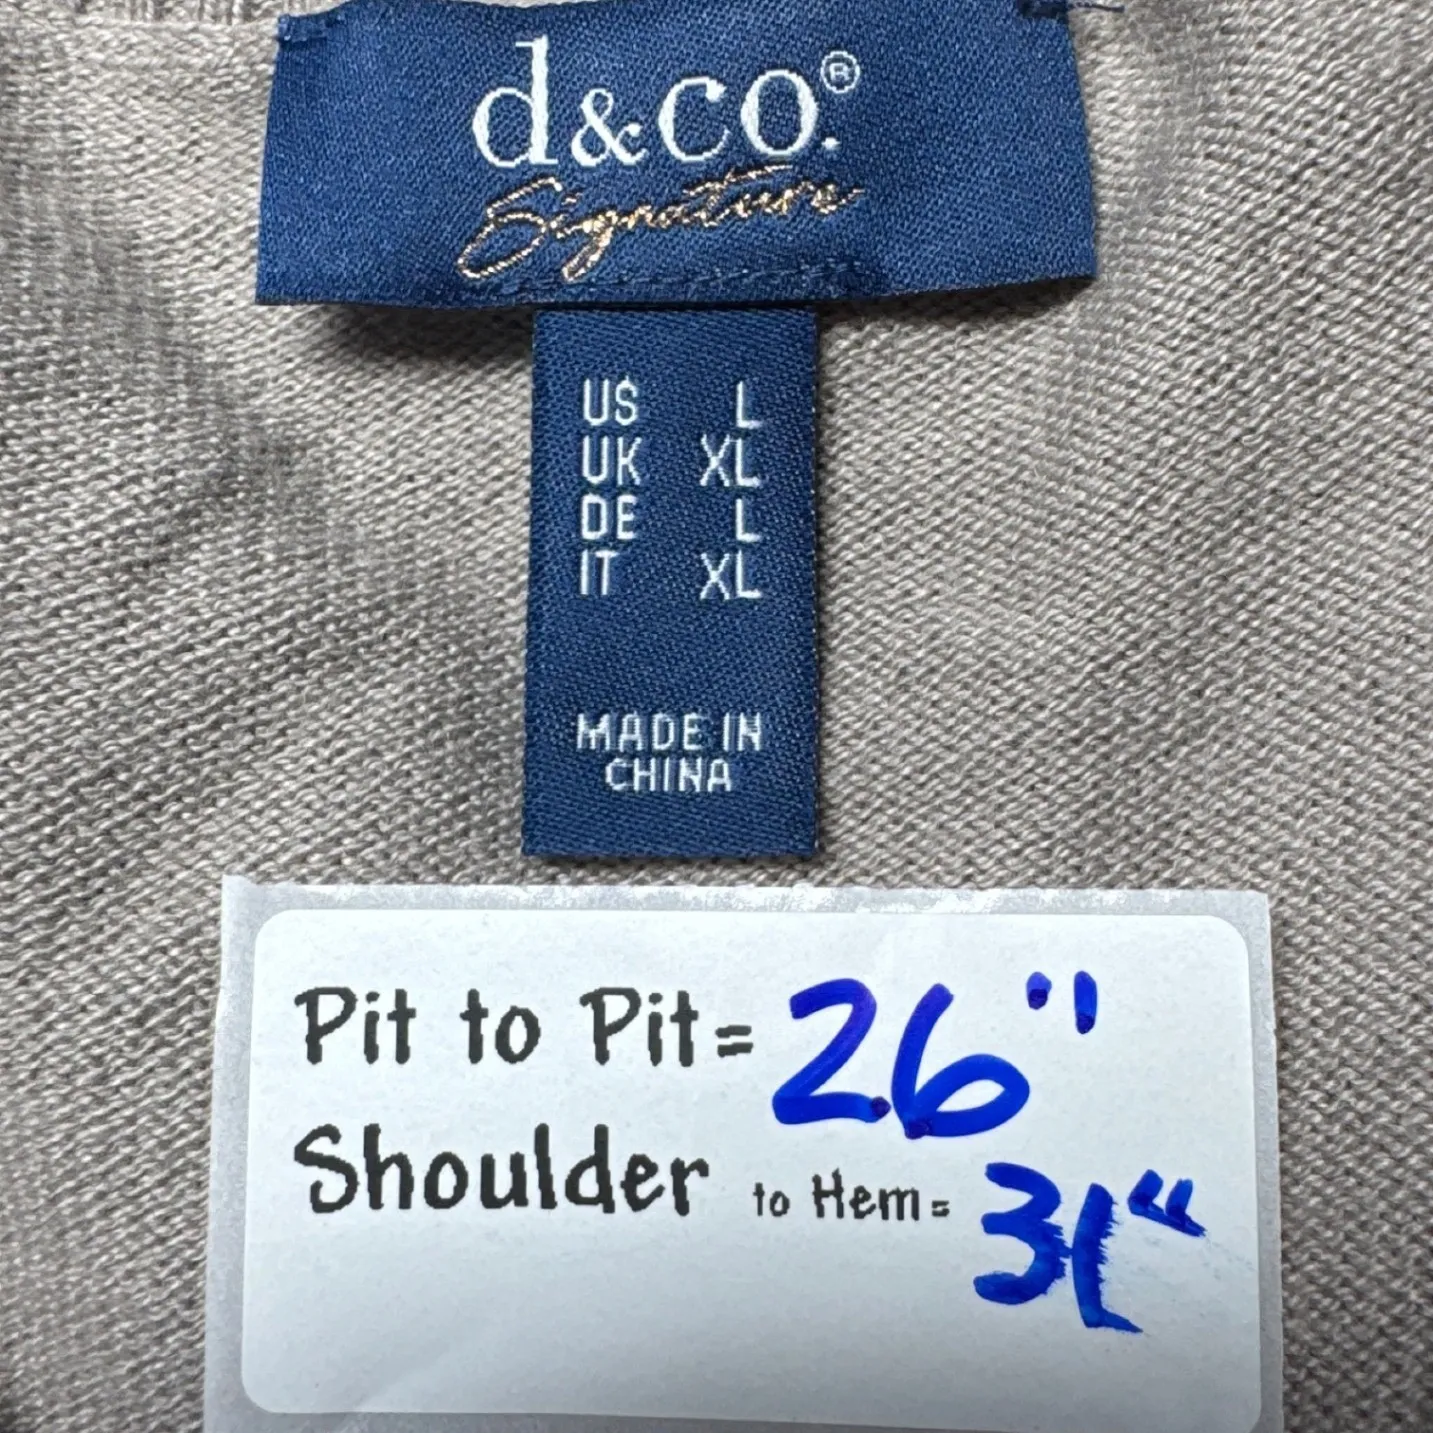 d&co.®
Signature
US L
UK XL
DE L
IT XL
MADE IN
CHINA
Pit to Pit= 26"
Shoulder to Hem= 31"